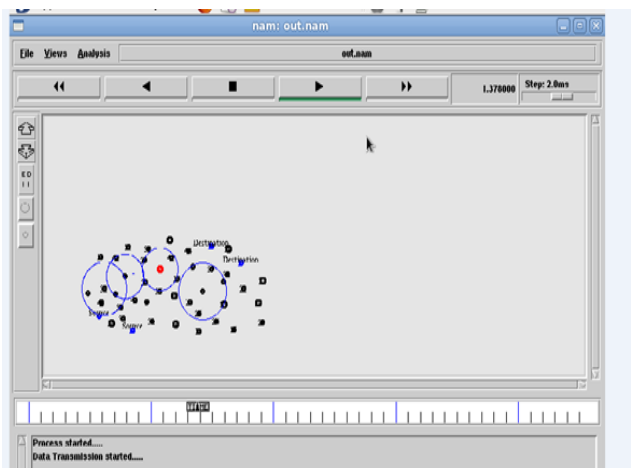 nam: out.nam
File Views Analysis
out.nam
1.370000
Step: 2.0ms
Destination
Destination
Source
Source
Process started.....
Data Transmission started.....